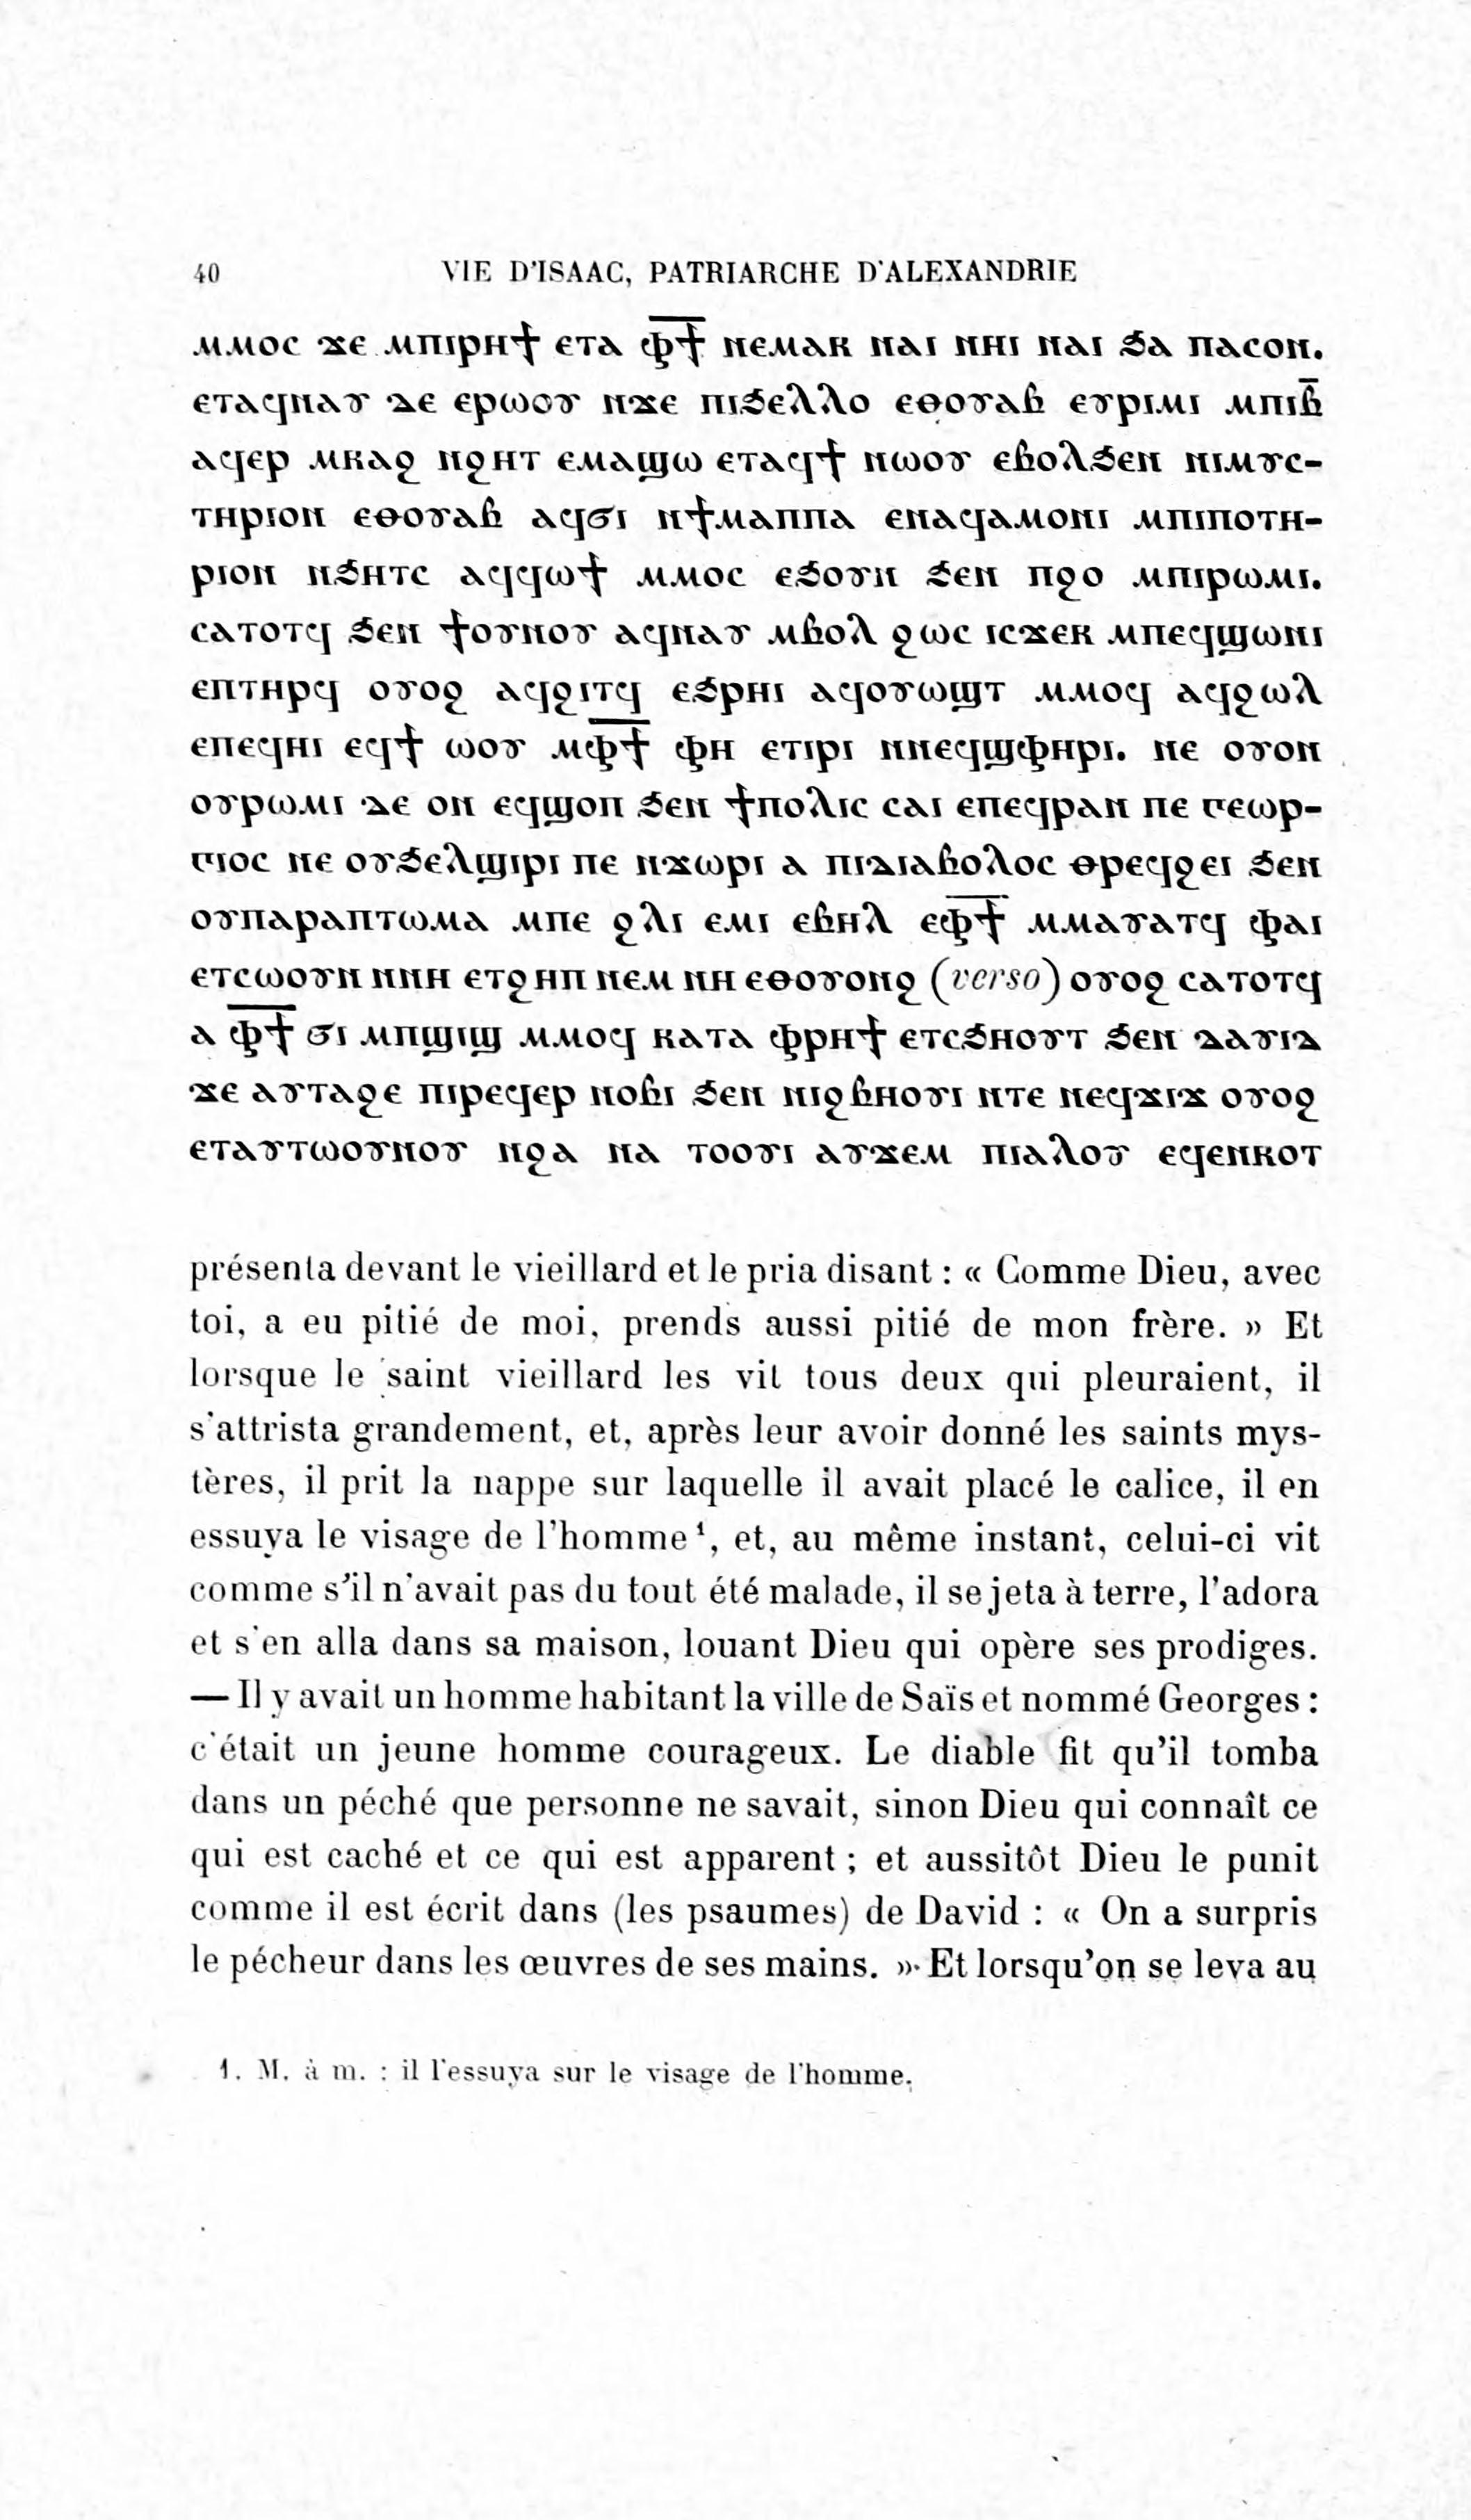 40 VIE D'ISAAC, PATRIARCHE D'ALEXANDRIE
ⲙⲙⲟⲥ ϫⲉ ⲙⲡⲓⲣⲏϯ ⲉⲧⲁ ⲫ̅ϯ̅ ⲛⲉⲙⲁⲕ ⲛⲁⲓ ⲛⲏⲓ ⲛⲁⲓ ϧⲁ ⲡⲁⲥⲟⲛ.
ⲉⲧⲁϥⲛⲁⲩ ⲇⲉ ⲉⲣⲱⲟⲩ ⲛϫⲉ ⲡⲓϧⲉⲗⲗⲟ ⲉⲑⲟⲩⲁⲃ ⲉⲩⲣⲓⲙⲓ ⲙⲡⲓⲃ̅
ⲁϥⲉⲣ ⲙⲕⲁϩ ⲛϩⲏⲧ ⲉⲙⲁϣⲱ ⲉⲧⲁϥϯ ⲛⲱⲟⲩ ⲉⲃⲟⲗϧⲉⲛ ⲛⲓⲙⲩⲥ-
ⲧⲏⲣⲓⲟⲛ ⲉⲑⲟⲩⲁⲃ ⲁϥϭⲓ ⲛϯⲙⲁⲡⲡⲁ ⲉⲛⲁϥⲁⲙⲟⲛⲓ ⲙⲡⲓⲡⲟⲧⲏ-
ⲣⲓⲟⲛ ⲛϧⲏⲧⲥ ⲁϥϥⲱϯ ⲙⲙⲟⲥ ⲉϧⲟⲩⲛ ϧⲉⲛ ⲡϩⲟ ⲙⲡⲓⲣⲱⲙⲓ.
ⲥⲁⲧⲟⲧϥ ϧⲉⲛ ϯⲟⲩⲛⲟⲩ ⲁϥⲛⲁⲩ ⲙⲃⲟⲗ ϩⲱⲥ ⲓⲥϫⲉⲕ ⲙⲡⲉϥϣⲱⲛⲓ
ⲉⲡⲧⲏⲣϥ ⲟⲩⲟϩ ⲁϥϩⲓⲧϥ ⲉϧⲣⲏⲓ ⲁϥⲟⲩⲱϣⲧ ⲙⲙⲟϥ ⲁϥϩⲱⲗ
ⲉⲡⲉϥⲏⲓ ⲉϥϯ ⲱⲟⲩ ⲙⲫ̅ϯ̅ ⲫⲏ ⲉⲧⲓⲣⲓ ⲛⲛⲉϥϣⲫⲏⲣⲓ. ⲛⲉ ⲟⲩⲟⲛ
ⲟⲩⲣⲱⲙⲓ ⲇⲉ ⲟⲛ ⲉϥϣⲟⲡ ϧⲉⲛ ϯⲡⲟⲗⲓⲥ ⲥⲁⲓ ⲉⲡⲉϥⲣⲁⲛ ⲡⲉ ⲅⲉⲱⲣ-
ⲅⲓⲟⲥ ⲛⲉ ⲟⲩϧⲉⲗϣⲓⲣⲓ ⲡⲉ ⲛϫⲱⲣⲓ ⲁ ⲡⲓⲇⲓⲁⲃⲟⲗⲟⲥ ⲑⲣⲉϥϩⲉⲓ ϧⲉⲛ
ⲟⲩⲡⲁⲣⲁⲡⲧⲱⲙⲁ ⲙⲡⲉ ϩⲗⲓ ⲉⲙⲓ ⲉⲃⲏⲗ ⲉⲫ̅ϯ̅ ⲙⲙⲁⲩⲁⲧϥ ⲫⲁⲓ
ⲉⲧⲥⲱⲟⲩⲛ ⲛⲛⲏ ⲉⲧϩⲏⲡ ⲛⲉⲙ ⲛⲏ ⲉⲑⲟⲩⲟⲛϩ (verso) ⲟⲩⲟϩ ⲥⲁⲧⲟⲧϥ
ⲁ ⲫ̅ϯ̅ ϭⲓ ⲙⲡϣⲓϣ ⲙⲙⲟϥ ⲕⲁⲧⲁ ⲫⲣⲏϯ ⲉⲧⲥϧⲏⲟⲩⲧ ϧⲉⲛ ⲇⲁⲩⲓⲇ
ϫⲉ ⲁⲩⲧⲁϩⲉ ⲡⲓⲣⲉϥⲉⲣ ⲛⲟⲃⲓ ϧⲉⲛ ⲛⲓϩⲃⲏⲟⲩⲓ ⲛⲧⲉ ⲛⲉϥϫⲓϫ ⲟⲩⲟϩ
ⲉⲧⲁⲩⲧⲱⲟⲩⲛⲟⲩ ⲛϩⲁ ⲛⲁ ⲧⲟⲟⲩⲓ ⲁⲩϫⲉⲙ ⲡⲓⲁⲗⲟⲩ ⲉϥⲉⲛⲕⲟⲧ
présenta devant le vieillard et le pria disant : « Comme Dieu, avec
toi, a eu pitié de moi, prends aussi pitié de mon frère. » Et
lorsque le saint vieillard les vit tous deux qui pleuraient, il
s'attrista grandement, et, après leur avoir donné les saints mys-
tères, il prit la nappe sur laquelle il avait placé le calice, il en
essuya le visage de l'homme¹, et, au même instant, celui-ci vit
comme s'il n'avait pas du tout été malade, il se jeta à terre, l'adora
et s'en alla dans sa maison, louant Dieu qui opère ses prodiges.
— Il y avait un homme habitant la ville de Saïs et nommé Georges :
c'était un jeune homme courageux. Le diable fit qu'il tomba
dans un péché que personne ne savait, sinon Dieu qui connaît ce
qui est caché et ce qui est apparent ; et aussitôt Dieu le punit
comme il est écrit dans (les psaumes) de David : « On a surpris
le pécheur dans les œuvres de ses mains. » Et lorsqu'on se leva au
1. M. à m. : il l'essuya sur le visage de l'homme.